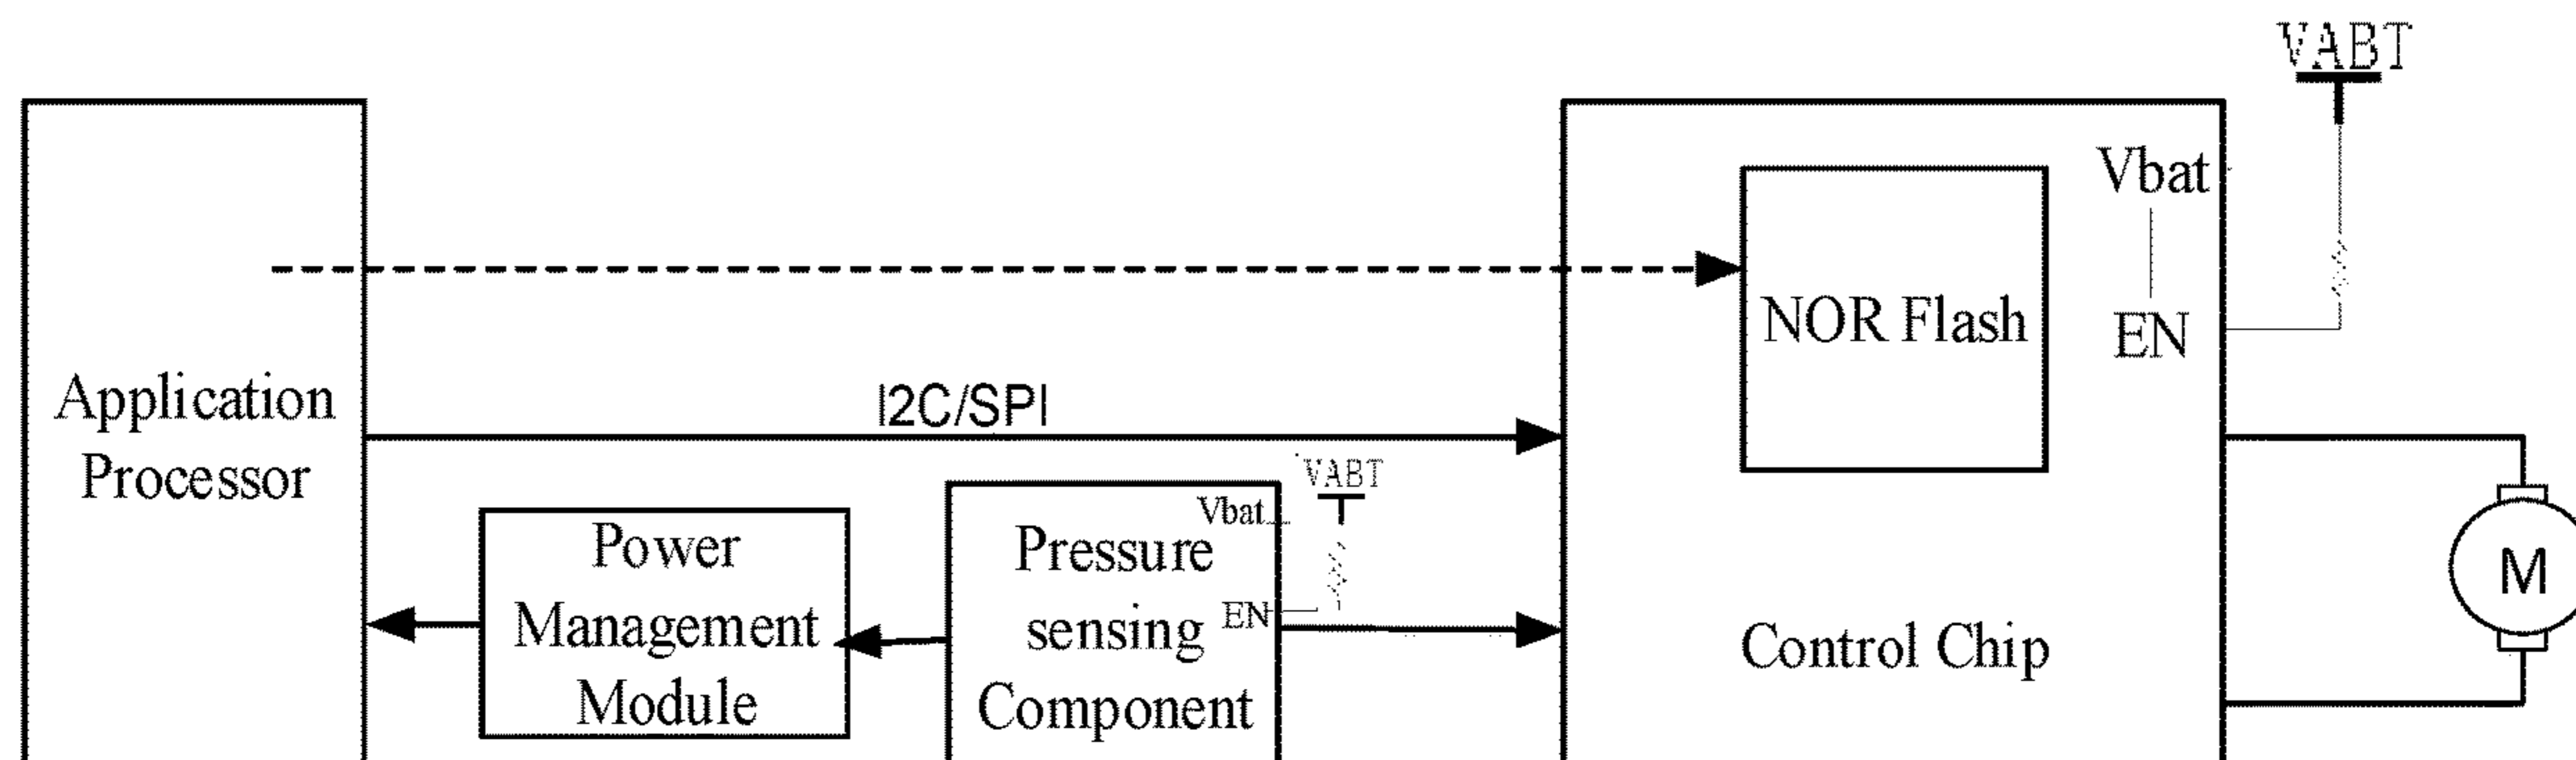 VABT
Vbat
NOR Flash
EN
Application
Processor
I2C/SPI
VABT
Vbat
Power
Management
Module
Pressure
sensing
Component
EN
Control Chip
M